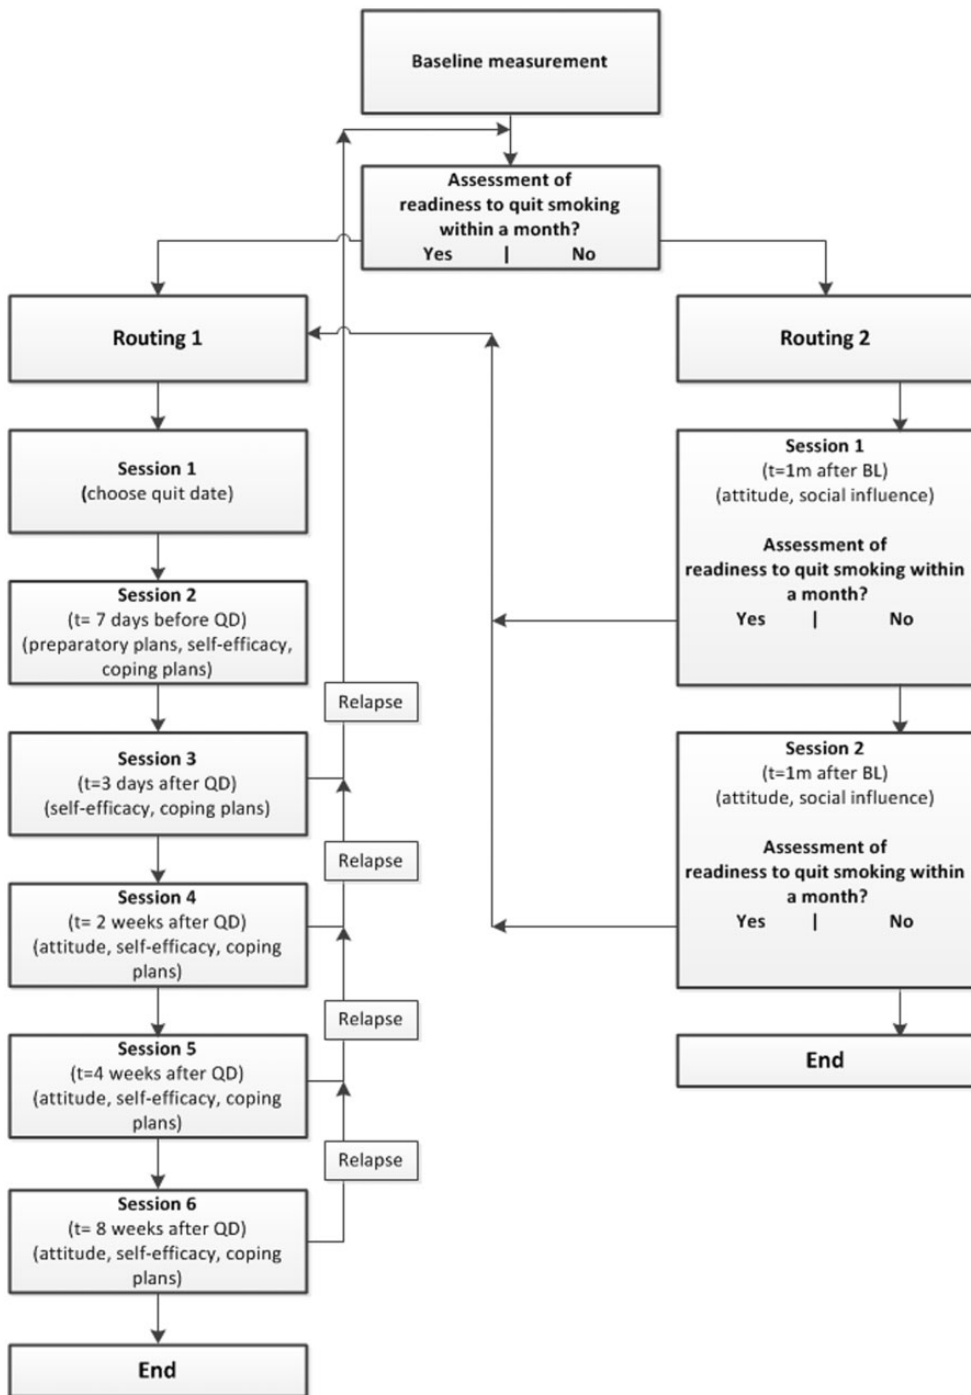 Baseline measurement
Assessment of
readiness to quit smoking
within a month?
Yes | No
Routing 1
Session 1
(choose quit date)
Session 2
(t= 7 days before QD)
(preparatory plans, self-efficacy,
coping plans)
Session 3
(t=3 days after QD)
(self-efficacy, coping plans)
Session 4
(t= 2 weeks after QD)
(attitude, self-efficacy, coping
plans)
Session 5
(t=4 weeks after QD)
(attitude, self-efficacy, coping
plans)
Session 6
(t= 8 weeks after QD)
(attitude, self-efficacy, coping
plans)
End
Relapse
Relapse
Relapse
Relapse
Routing 2
Session 1
(t=1m after BL)
(attitude, social influence)
Assessment of
readiness to quit smoking within
a month?
Yes | No
Session 2
(t=1m after BL)
(attitude, social influence)
Assessment of
readiness to quit smoking within
a month?
Yes | No
End